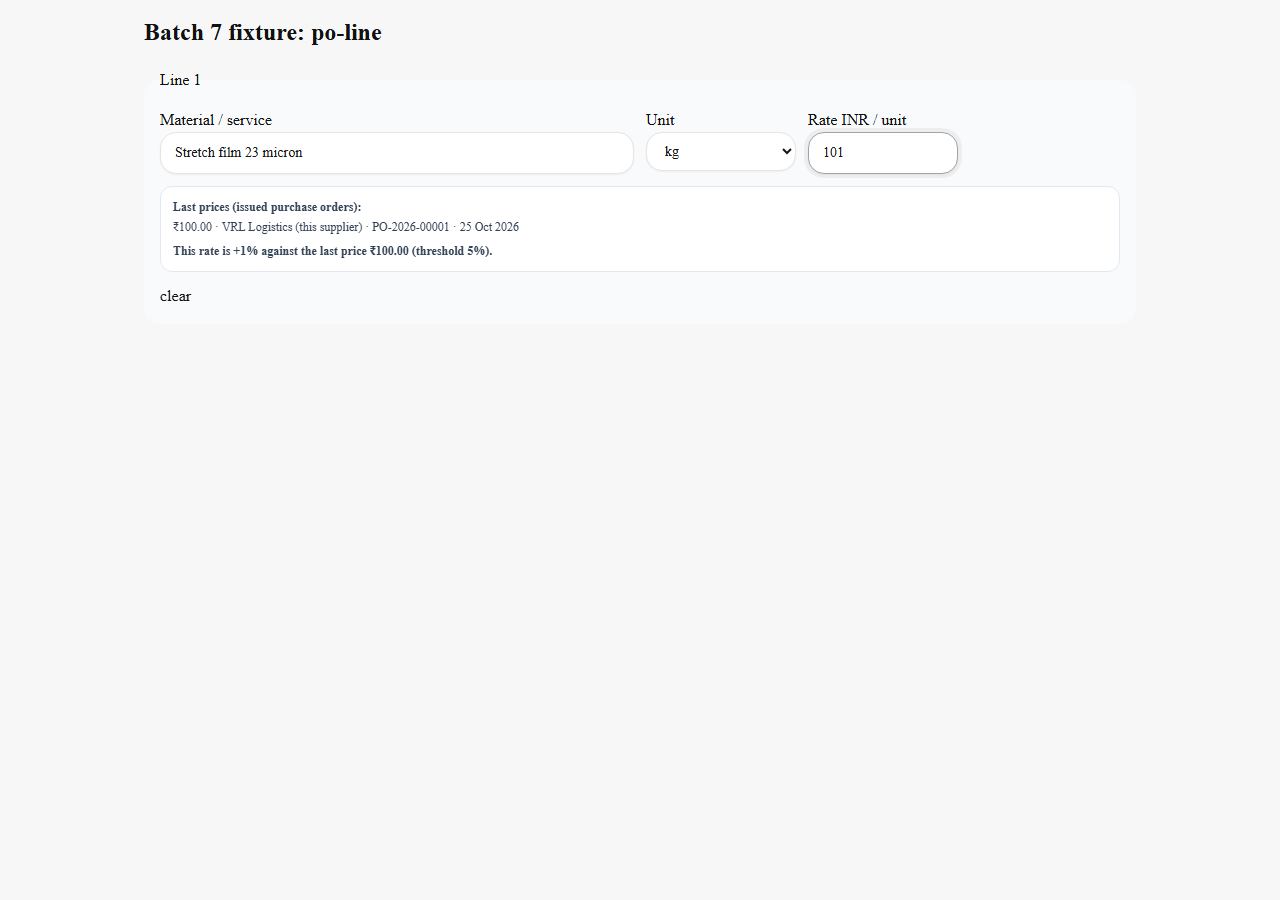 Batch 7 fixture: po-line
Line 1
Material / service
Unit
Rate INR / unit
Stretch film 23 micron
kg
101
Last prices (issued purchase orders):
₹100.00 · VRL Logistics (this supplier) · PO-2026-00001 · 25 Oct 2026
This rate is +1% against the last price ₹100.00 (threshold 5%).
clear